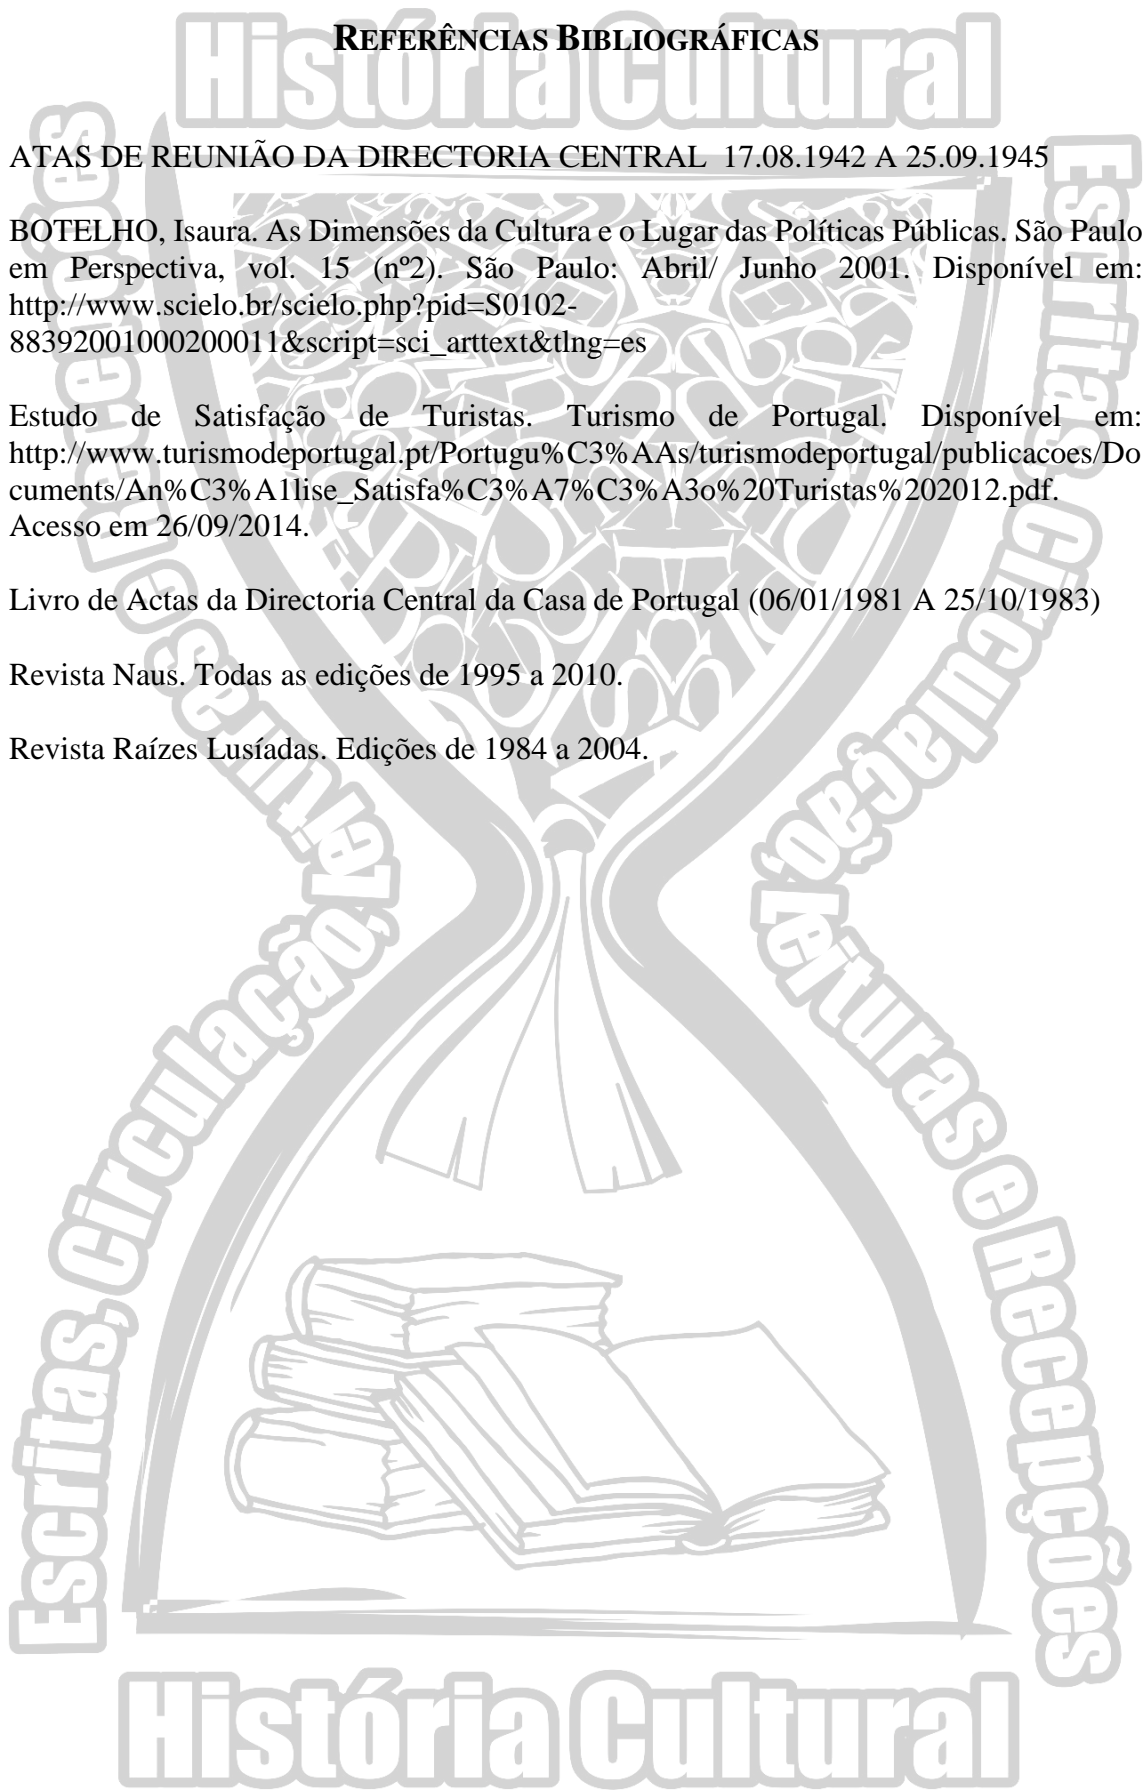 História Cultural
REFERÊNCIAS BIBLIOGRÁFICAS
ATAS DE REUNIÃO DA DIRECTORIA CENTRAL 17.08.1942 A 25.09.1945
BOTELHO, Isaura. As Dimensões da Cultura e o Lugar das Políticas Públicas. São Paulo
em Perspectiva, vol. 15 (nº2). São Paulo: Abril/ Junho 2001. Disponível em:
http://www.scielo.br/scielo.php?pid=S0102-
88392001000200011&script=sci_arttext&tlng=es
Estudo de Satisfação de Turistas. Turismo de Portugal. Disponível em:
http://www.turismodeportugal.pt/Portugu%C3%AAs/turismodeportugal/publicacoes/Do
cuments/An%C3%A1lise_Satisfa%C3%A7%C3%A3o%20Turistas%202012.pdf.
Acesso em 26/09/2014.
Livro de Actas da Directoria Central da Casa de Portugal (06/01/1981 A 25/10/1983)
Revista Naus. Todas as edições de 1995 a 2010.
Revista Raízes Lusíadas. Edições de 1984 a 2004.
Escritas, Circulação, Leituras e Recepções
Escritas, Circulação, Leituras e Recepções
História Cultural